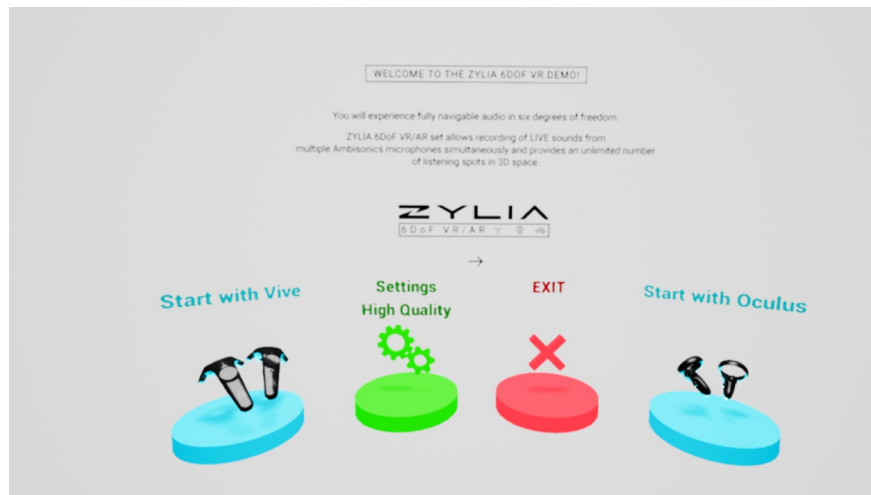 WELCOME TO THE ZYLIA 6DOF VR DEMO!
You will experience fully navigable audio in six degrees of freedom.
ZYLIA 6DoF VR/AR set allows recording of LIVE sounds from
multiple Ambisonics microphones simultaneously and provides an unlimited number
of listening spots in 3D space.
ZYLIA
6DoF VR/AR
Start with Vive
Settings
High Quality
EXIT
Start with Oculus